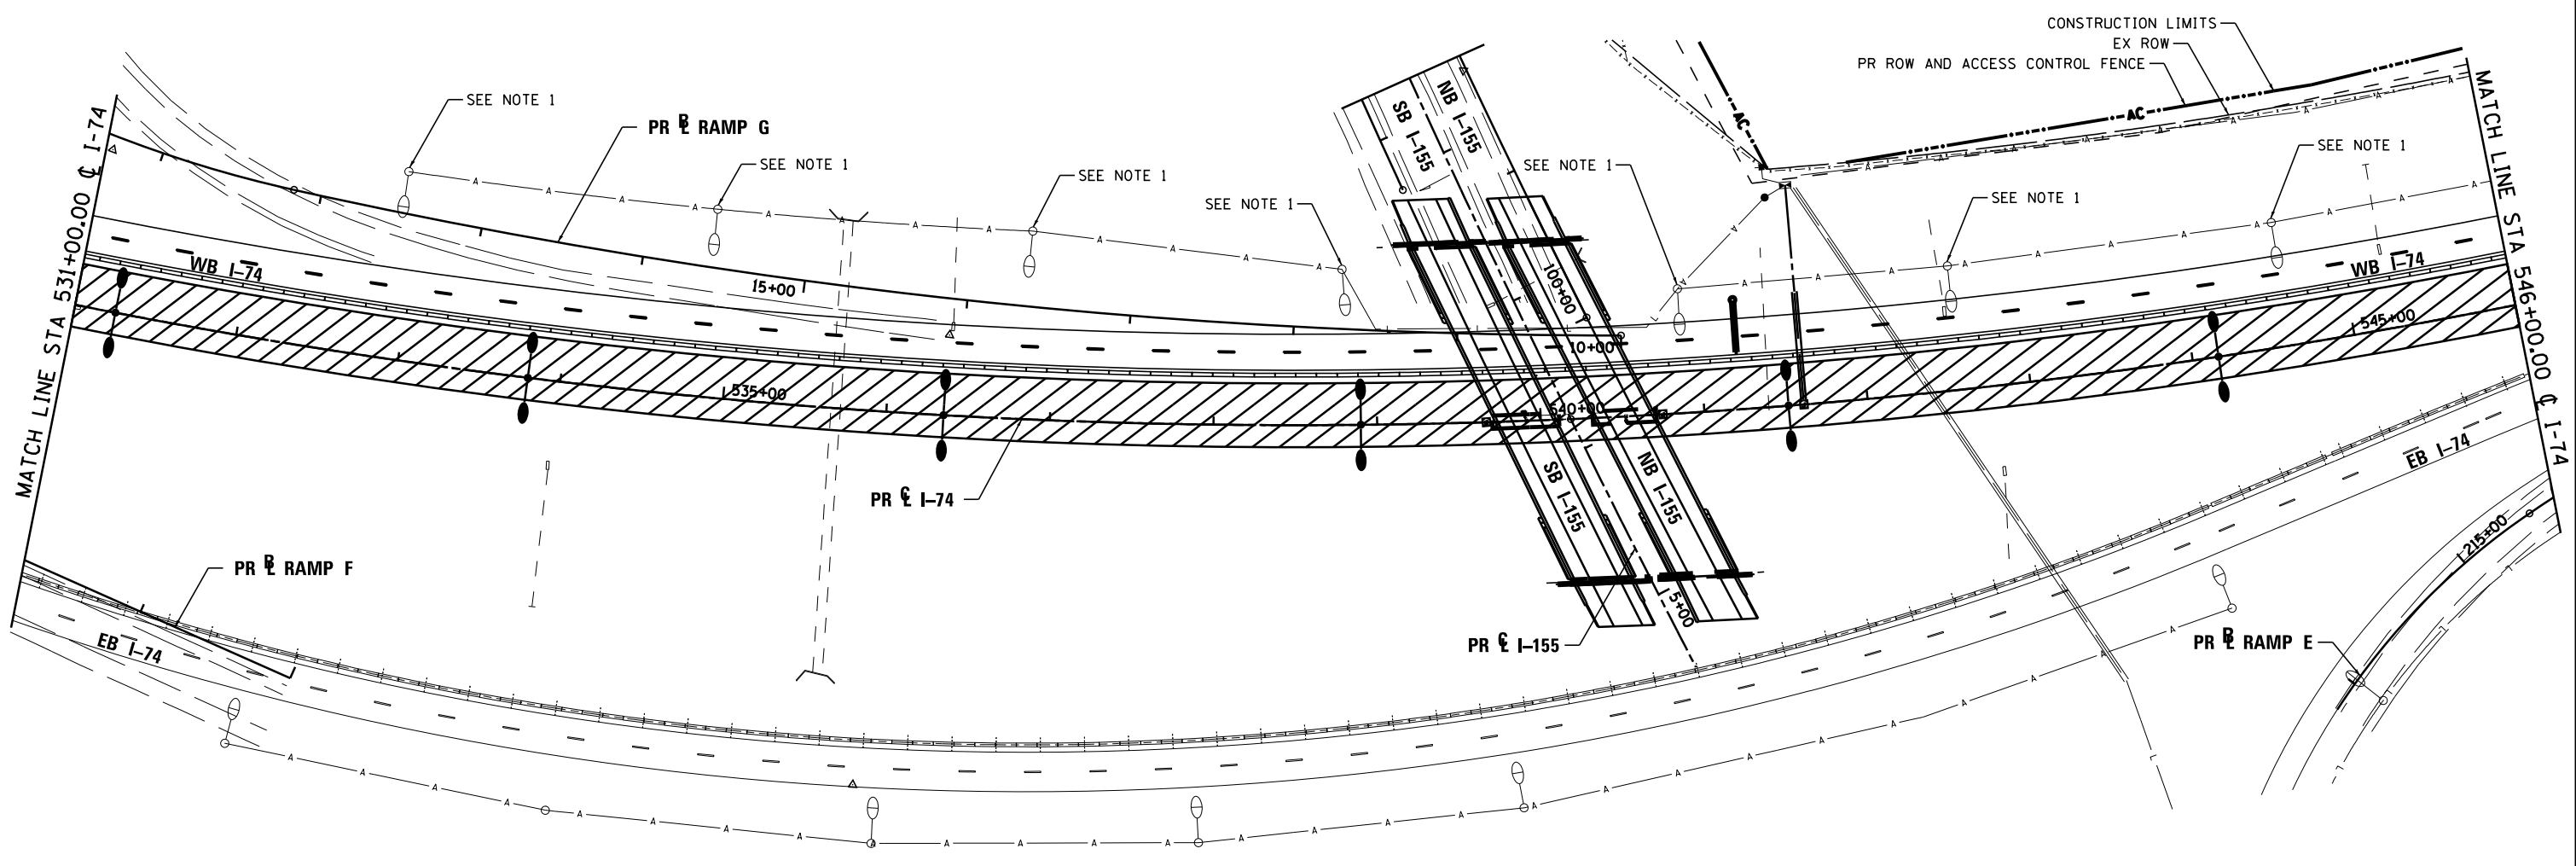 CONSTRUCTION LIMITS
EX ROW
PR ROW AND ACCESS CONTROL FENCE
SEE NOTE 1
PR ℄ RAMP G
SEE NOTE 1
SEE NOTE 1
SEE NOTE 1
SEE NOTE 1
SEE NOTE 1
SEE NOTE 1
SB I-155
NB I-155
AC
AC
MATCH LINE STA 531+00.00 ℄ I-74
MATCH LINE STA 546+00.00 ℄ I-74
WB I-74
WB I-74
15+00
100+00
10+00
535+00
540+00
545+00
PR ℄ I-74
SB I-155
NB I-155
EB I-74
215+00
PR BL RAMP F
EB I-74
5+00
PR ℄ I-155
PR BL RAMP E